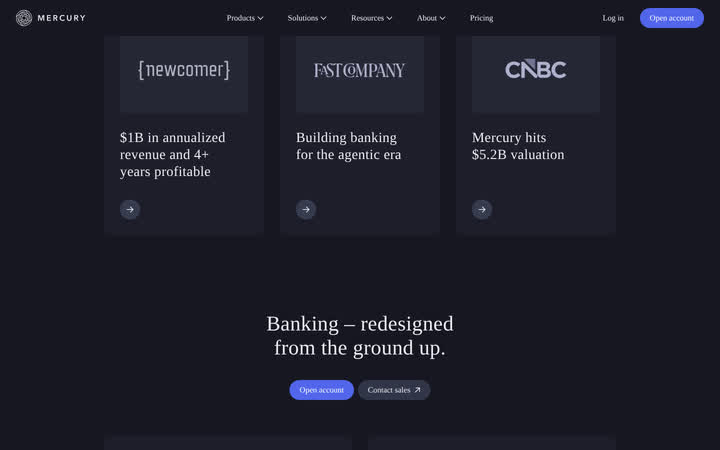 MERCURY
Products
Solutions
Resources
About
Pricing
Log in
Open account
{newcomer}
FAST COMPANY
CNBC
$1B in annualized
revenue and 4+
years profitable
Building banking
for the agentic era
Mercury hits
$5.2B valuation
Banking – redesigned
from the ground up.
Open account
Contact sales